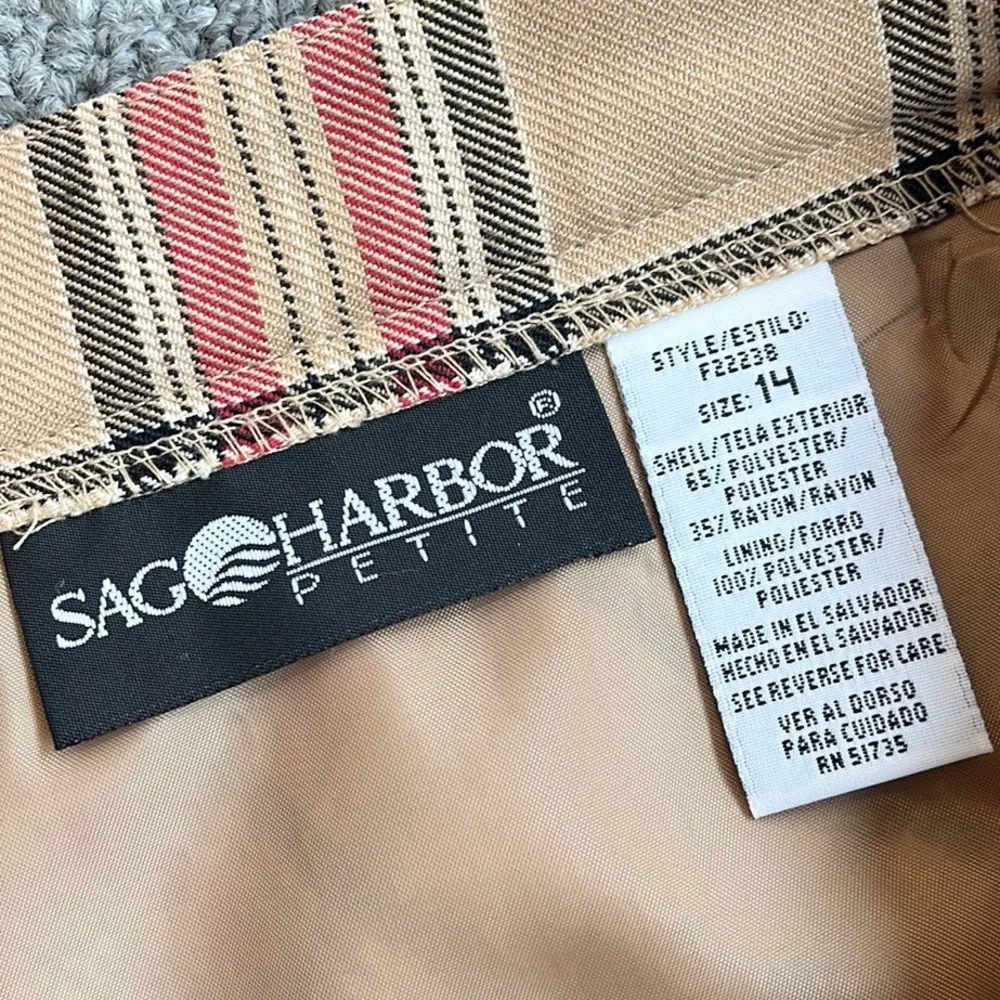 SAG HARBOR®
PETITE
STYLE/ESTILO:
F22238
SIZE: 14
SHELL/TELA EXTERIOR
65% POLYESTER/
POLIESTER
35% RAYON/RAYON
LINING/FORRO
100% POLYESTER/
POLIESTER
MADE IN EL SALVADOR
HECHO EN EL SALVADOR
SEE REVERSE FOR CARE
VER AL DORSO
PARA CUIDADO
RN 51735